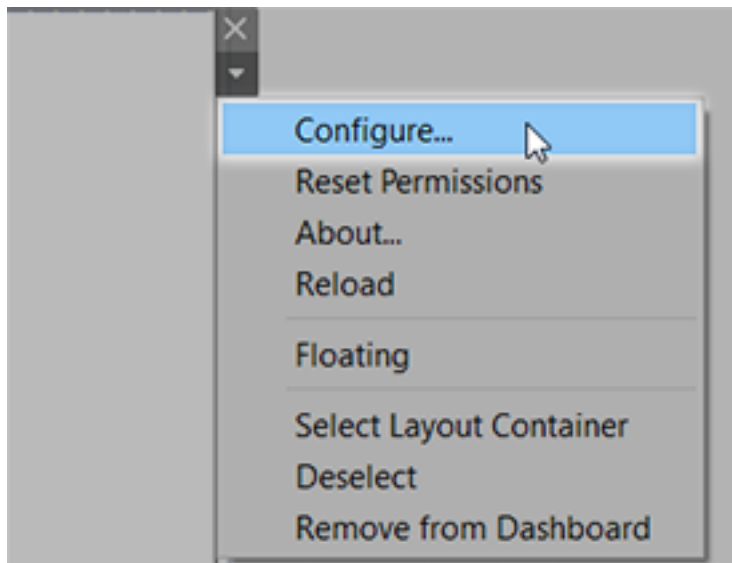 Configure...
Reset Permissions
About...
Reload
Floating
Select Layout Container
Deselect
Remove from Dashboard